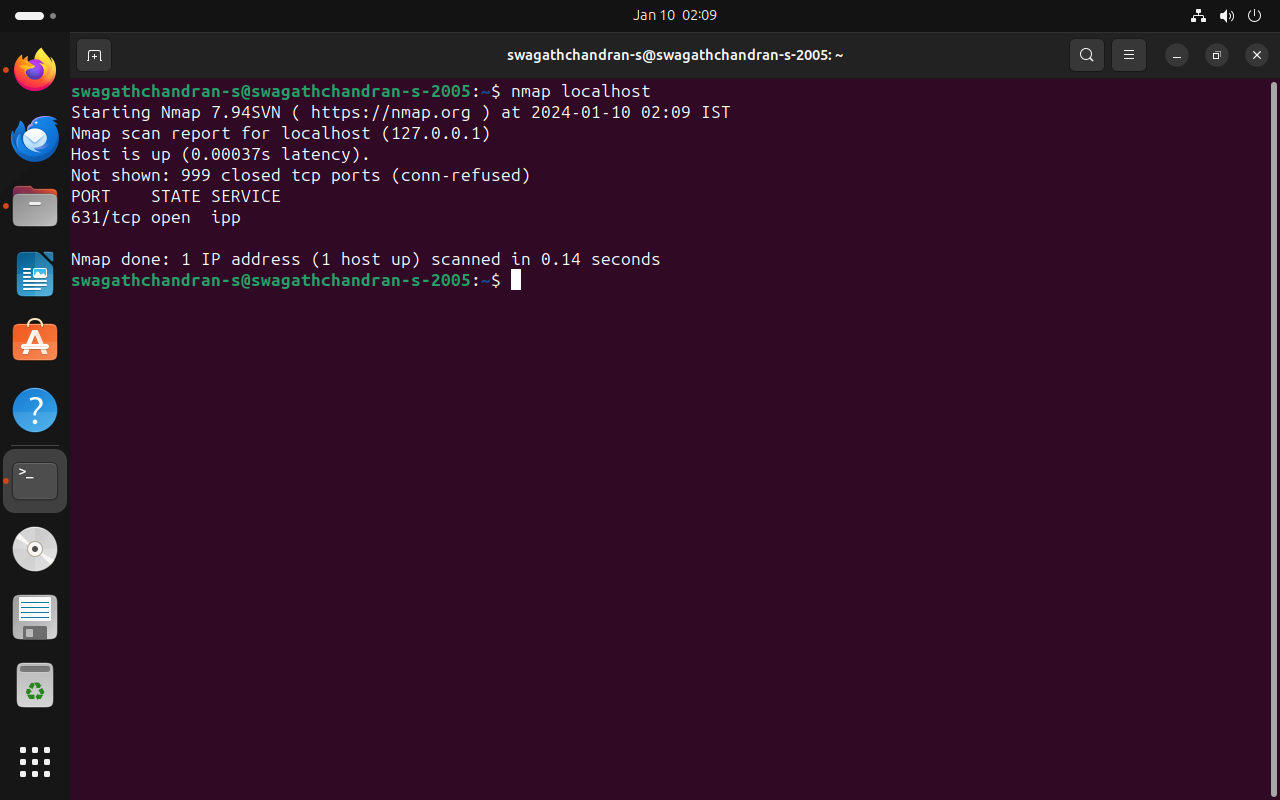 Jan 10 02:09
swagathchandran-s@swagathchandran-s-2005: ~
swagathchandran-s@swagathchandran-s-2005:~$ nmap localhost
Starting Nmap 7.94SVN ( https://nmap.org ) at 2024-01-10 02:09 IST
Nmap scan report for localhost (127.0.0.1)
Host is up (0.00037s latency).
Not shown: 999 closed tcp ports (conn-refused)
PORT    STATE SERVICE
631/tcp open  ipp
Nmap done: 1 IP address (1 host up) scanned in 0.14 seconds
swagathchandran-s@swagathchandran-s-2005:~$